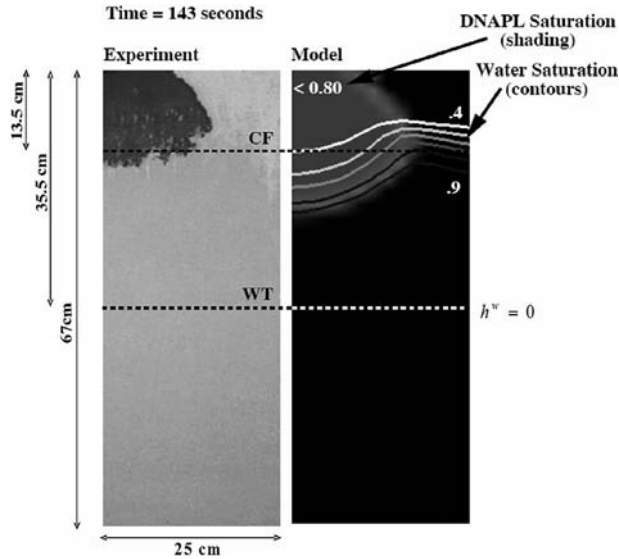 Time = 143 seconds
DNAPL Saturation
(shading)
Experiment
Model
Water Saturation
(contours)
< 0.80
.4
13.5 cm
CF
35.5 cm
.9
WT
67cm
hʷ = 0
25 cm